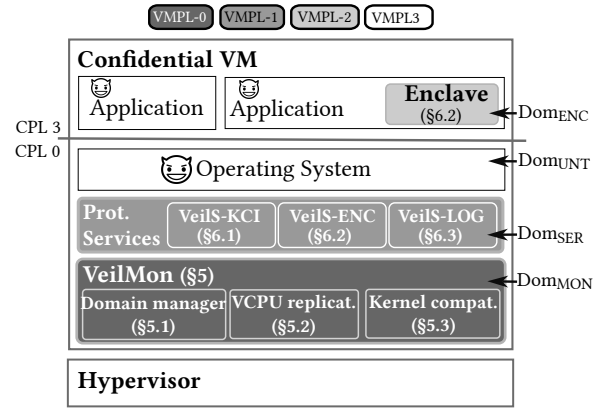 VMPL-0 VMPL-1 VMPL-2 VMPL3
Confidential VM
Application
Application
Enclave
(§6.2)
DomENC
CPL 3
CPL 0
Operating System
DomUNT
Prot.
Services
VeilS-KCI
(§6.1)
VeilS-ENC
(§6.2)
VeilS-LOG
(§6.3)
DomSER
VeilMon (§5)
DomMON
Domain manager
(§5.1)
VCPU replicat.
(§5.2)
Kernel compat.
(§5.3)
Hypervisor